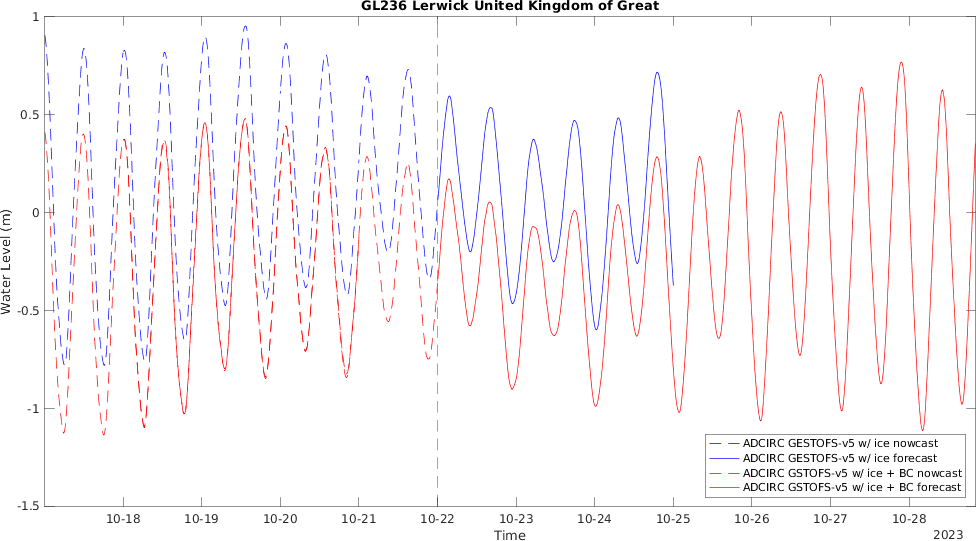 GL236 Lerwick United Kingdom of Great
Water Level (m)
1
0.5
0
-0.5
-1
-1.5
ADCIRC GESTOFS-v5 w/ ice nowcast
ADCIRC GESTOFS-v5 w/ ice forecast
ADCIRC GSTOFS-v5 w/ ice + BC nowcast
ADCIRC GSTOFS-v5 w/ ice + BC forecast
10-18 10-19 10-20 10-21 10-22 10-23 10-24 10-25 10-26 10-27 10-28
Time
2023